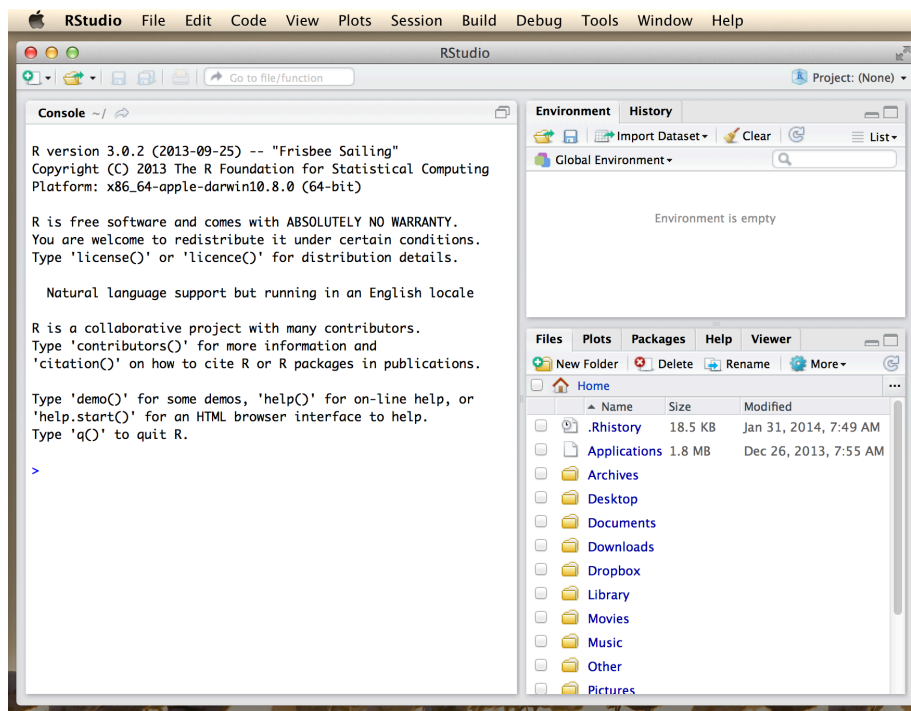 RStudio File Edit Code View Plots Session Build Debug Tools Window Help
RStudio
Go to file/function
Project: (None)
Console ~/
R version 3.0.2 (2013-09-25) -- "Frisbee Sailing"
Copyright (C) 2013 The R Foundation for Statistical Computing
Platform: x86_64-apple-darwin10.8.0 (64-bit)
R is free software and comes with ABSOLUTELY NO WARRANTY.
You are welcome to redistribute it under certain conditions.
Type 'license()' or 'licence()' for distribution details.
Natural language support but running in an English locale
R is a collaborative project with many contributors.
Type 'contributors()' for more information and
'citation()' on how to cite R or R packages in publications.
Type 'demo()' for some demos, 'help()' for on-line help, or
'help.start()' for an HTML browser interface to help.
Type 'q()' to quit R.
>
Environment History
Import Dataset Clear List
Global Environment
Environment is empty
Files Plots Packages Help Viewer
New Folder Delete Rename More
Home ...
Name Size Modified
.Rhistory 18.5 KB Jan 31, 2014, 7:49 AM
Applications 1.8 MB Dec 26, 2013, 7:55 AM
Archives
Desktop
Documents
Downloads
Dropbox
Library
Movies
Music
Other
Pictures